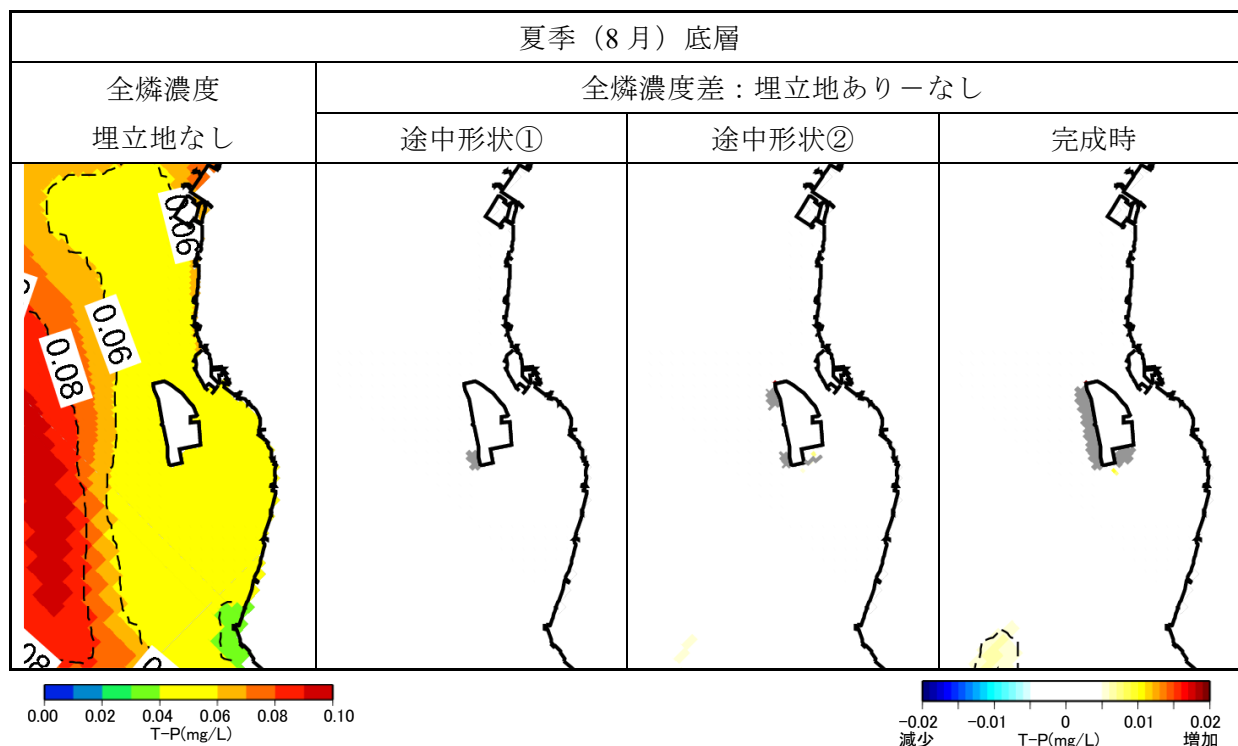 夏季（8月）底層
全燐濃度
埋立地なし
全燐濃度差：埋立地あり－なし
途中形状①
途中形状②
完成時
0.06
0.06
0.08
0.00 0.02 0.04 0.06 0.08 0.10
T-P(mg/L)
-0.02 -0.01 0 0.01 0.02
減少 T-P(mg/L) 増加